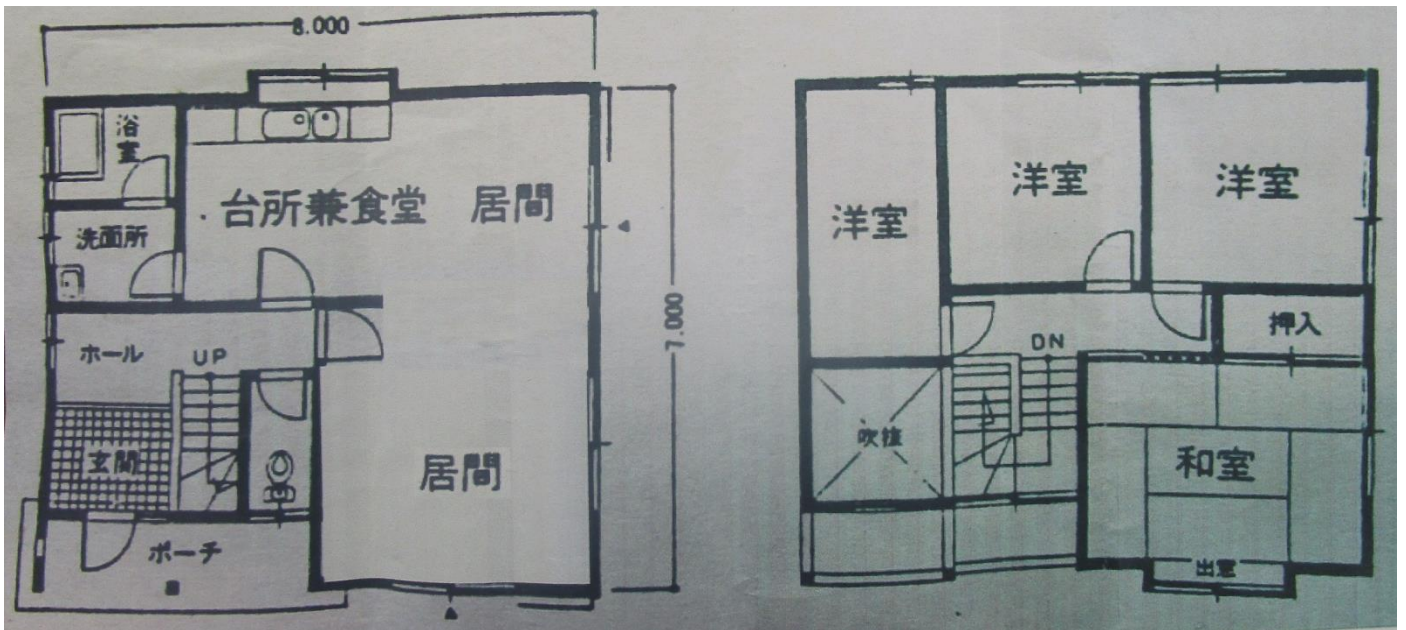 8.000
浴室
台所兼食堂 居間
洗面所
7.000
ホール
UP
玄関
居間
ポーチ
洋室
洋室
洋室
押入
DN
吹抜
和室
出窓